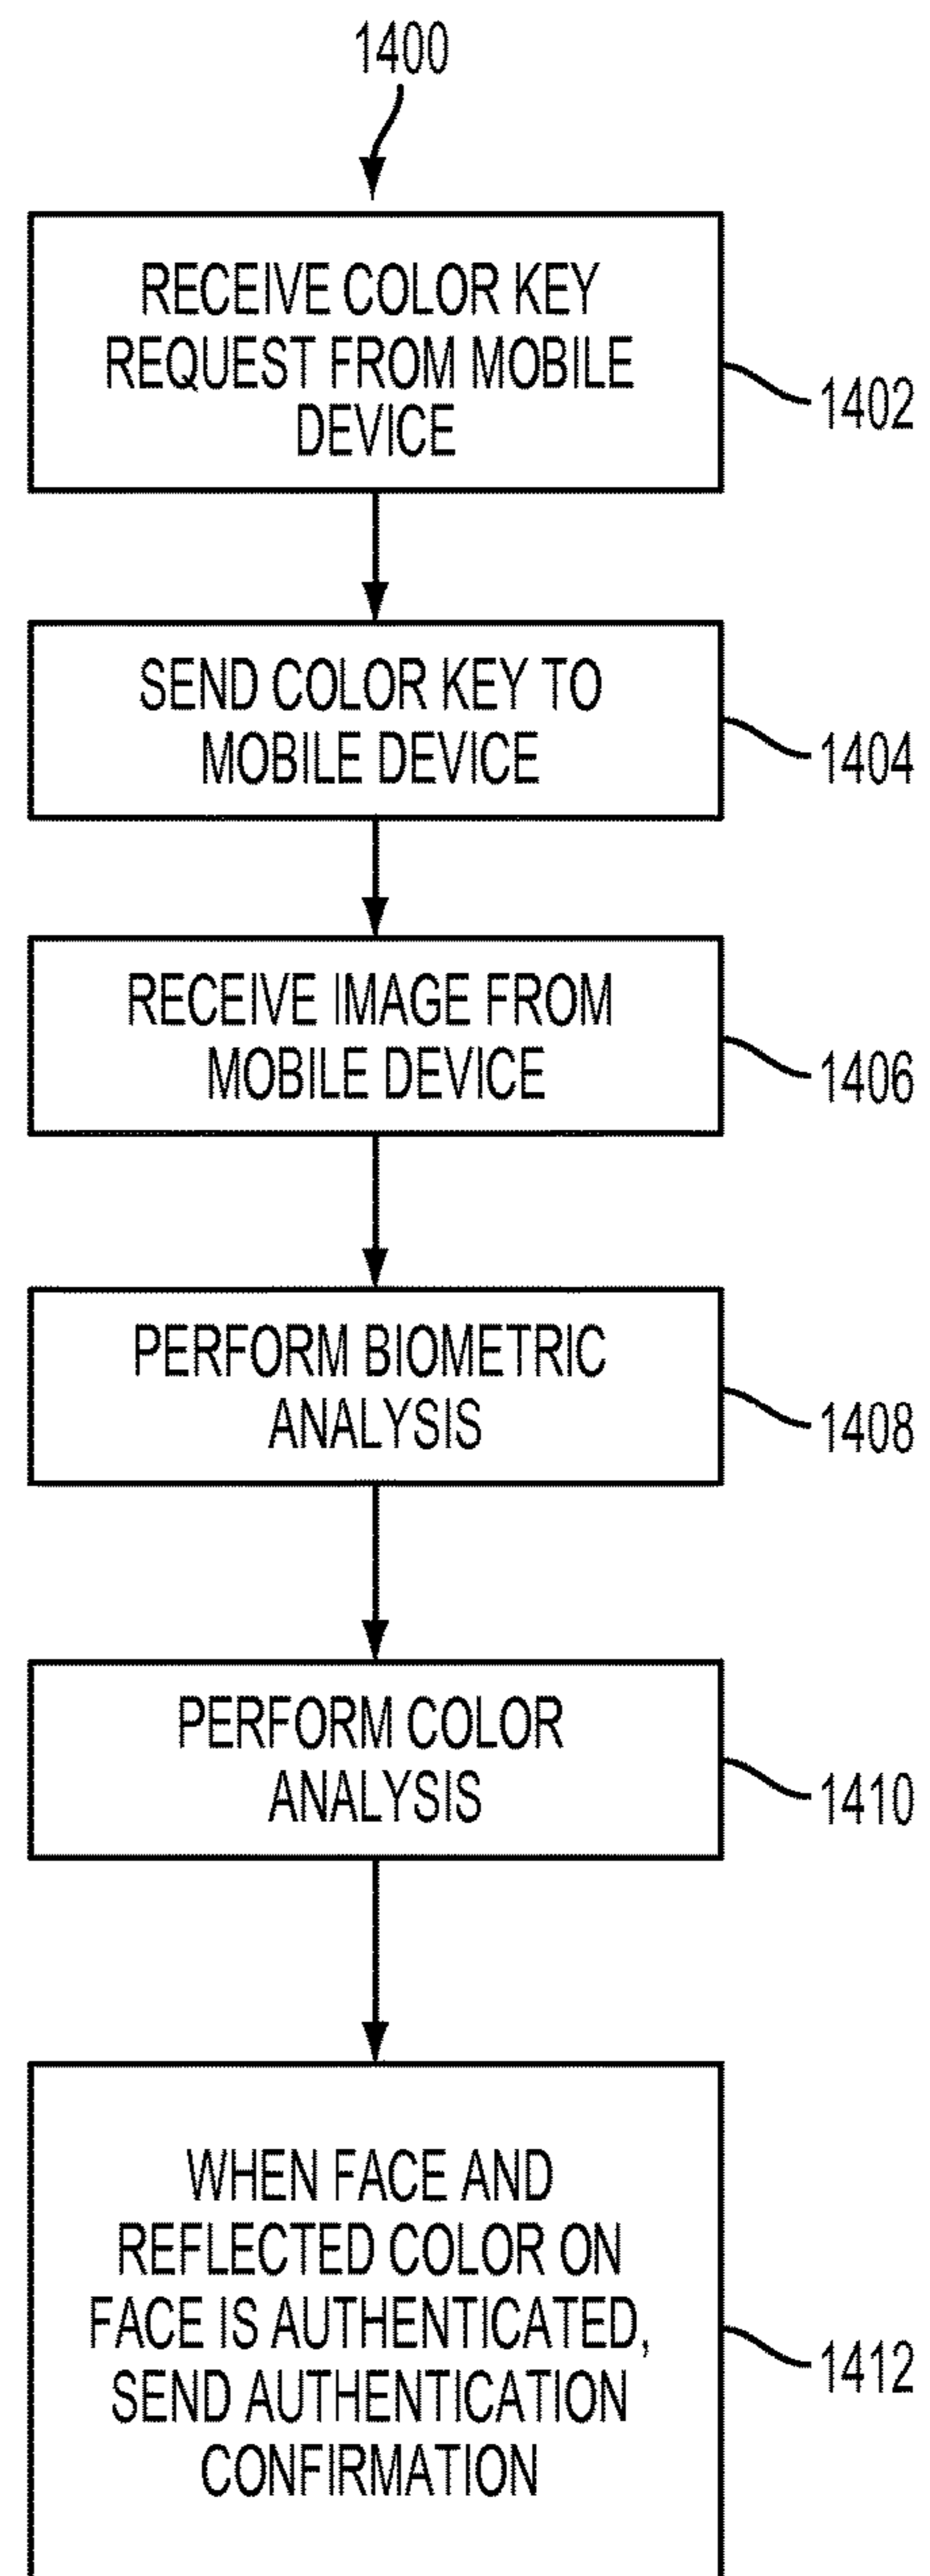 1400
RECEIVE COLOR KEY
REQUEST FROM MOBILE
DEVICE
1402
SEND COLOR KEY TO
MOBILE DEVICE
1404
RECEIVE IMAGE FROM
MOBILE DEVICE
1406
PERFORM BIOMETRIC
ANALYSIS
1408
PERFORM COLOR
ANALYSIS
1410
WHEN FACE AND
REFLECTED COLOR ON
FACE IS AUTHENTICATED,
SEND AUTHENTICATION
CONFIRMATION
1412